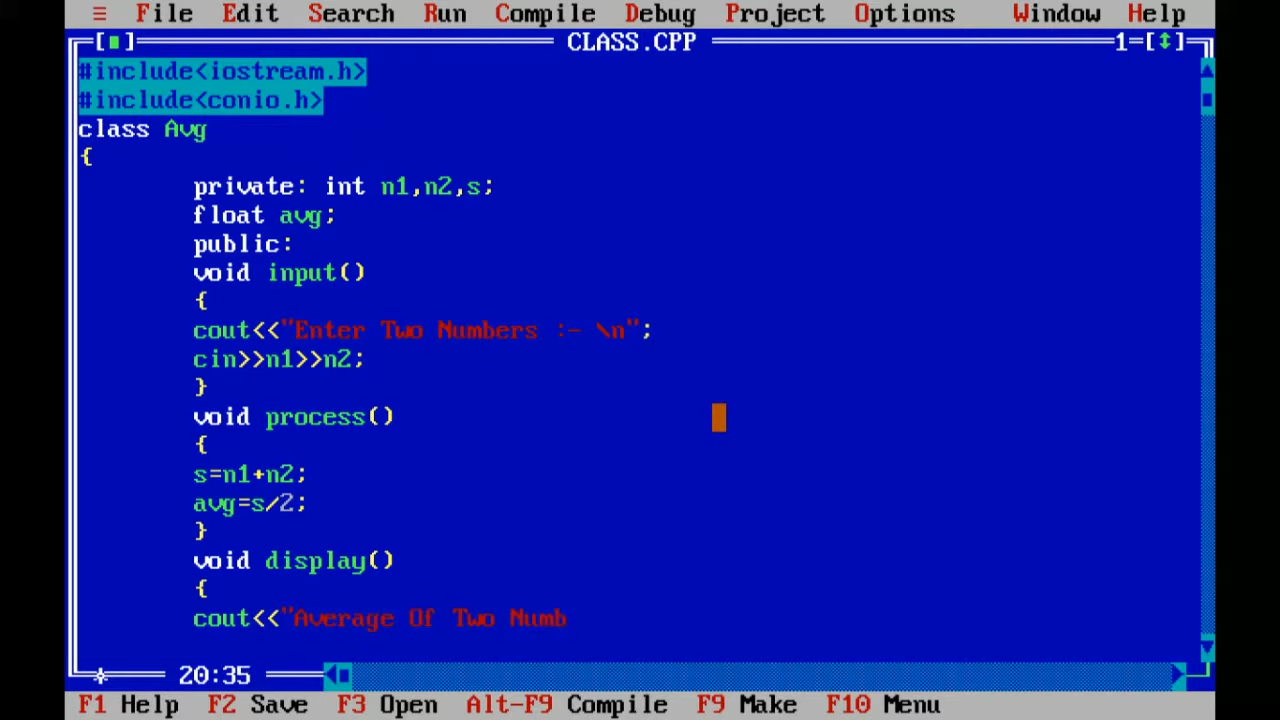 ≡ File Edit Search Run Compile Debug Project Options Window Help
[■] CLASS.CPP 1=[↕]
#include<iostream.h>
#include<conio.h>
class Avg
{
private: int n1,n2,s;
float avg;
public:
void input()
{
cout<<"Enter Two Numbers :- \n";
cin>>n1>>n2;
}
void process()
{
s=n1+n2;
avg=s/2;
}
void display()
{
cout<<"Average Of Two Numb
20:35
F1 Help F2 Save F3 Open Alt-F9 Compile F9 Make F10 Menu